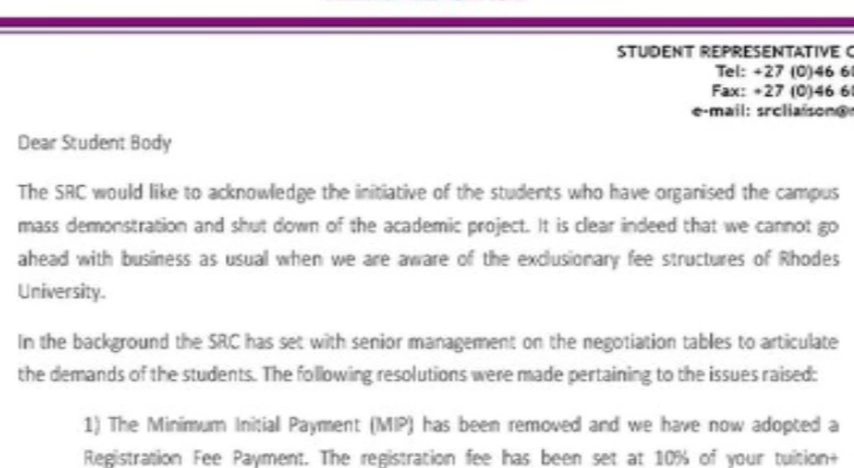 STUDENT REPRESENTATIVE
Tel: +27 (0)46
Fax: +27 (0)46
e-mail:
Dear Student Body
The SRC would like to acknowledge the initiative of the students who have organised the campus
mass demonstration and shut down of the academic project. It is clear indeed that we cannot go
ahead with business as usual when we are aware of the exclusionary fee structures of Rhodes
University.
In the background the SRC has set with senior management on the negotiation tables to articulate
the demands of the students. The following resolutions were made pertaining to the issues raised:
1) The Minimum Initial Payment (MIP) has been removed and we have now adopted a
Registration Fee Payment. The registration fee has been set at 10% of your tuition+